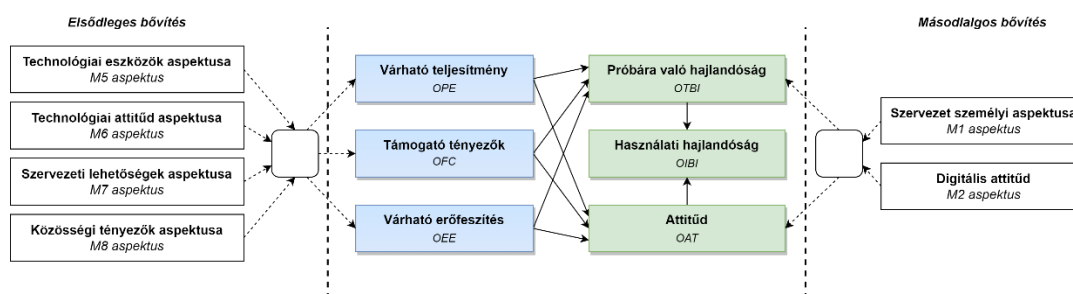 Elsődleges bővítés
Másodlalgos bővítés
Technológiai eszközök aspektusa
M5 aspektus
Technológiai attitűd aspektusa
M6 aspektus
Szervezeti lehetőségek aspektusa
M7 aspektus
Közösségi tényezők aspektusa
M8 aspektus
Várható teljesítmény
OPE
Támogató tényezők
OFC
Várható erőfeszítés
OEE
Próbára való hajlandóság
OTBI
Használati hajlandóság
OIBI
Attitűd
OAT
Szervezet személyi aspektusa
M1 aspektus
Digitális attitűd
M2 aspektus